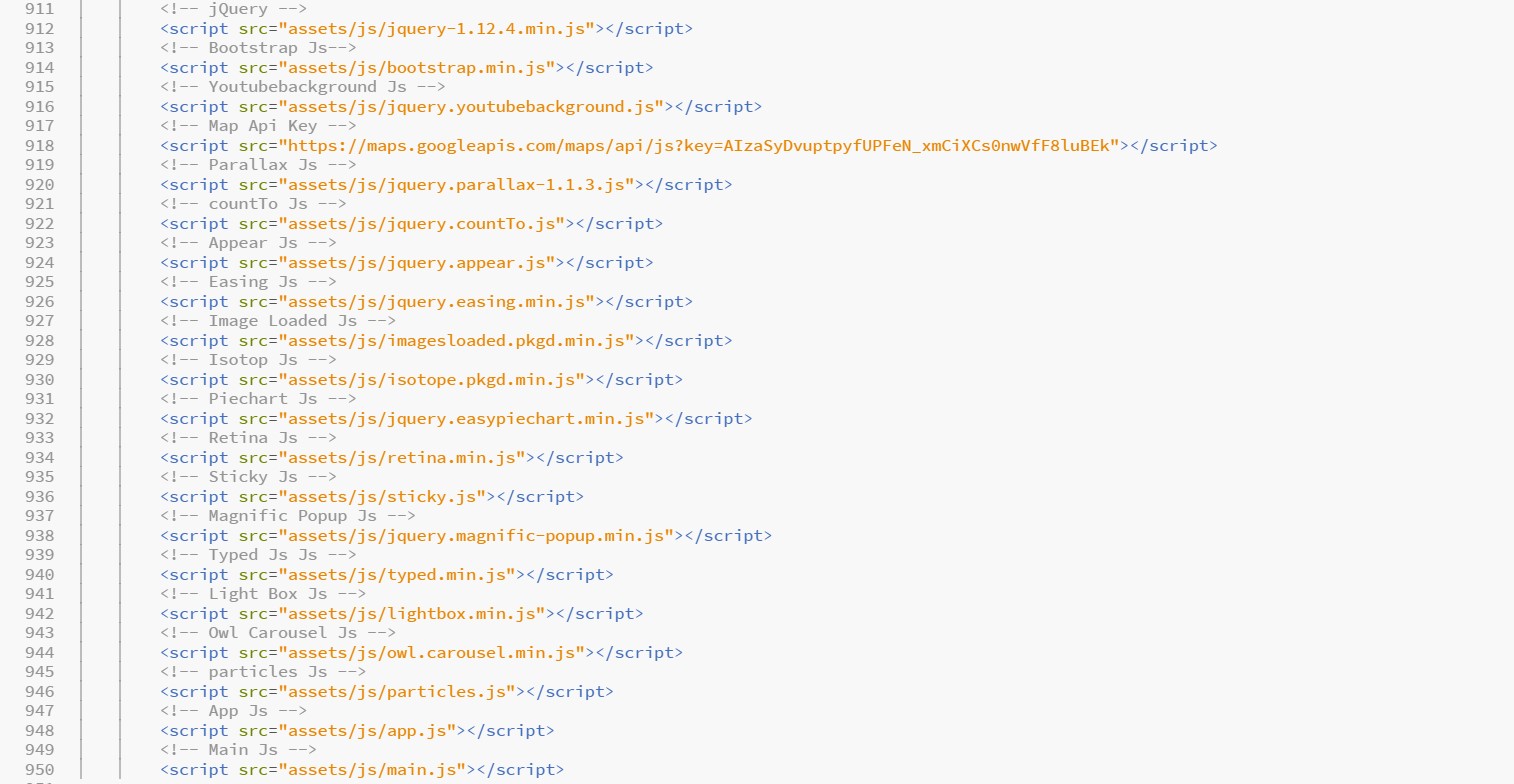 911 <!-- jQuery -->
912 <script src="assets/js/jquery-1.12.4.min.js"></script>
913 <!-- Bootstrap Js-->
914 <script src="assets/js/bootstrap.min.js"></script>
915 <!-- Youtubebackground Js -->
916 <script src="assets/js/jquery.youtubebackground.js"></script>
917 <!-- Map Api Key -->
918 <script src="https://maps.googleapis.com/maps/api/js?key=AIzaSyDvuptpyfUPFeN_xmCiXCs0nwVfF8luBEk"></script>
919 <!-- Parallax Js -->
920 <script src="assets/js/jquery.parallax-1.1.3.js"></script>
921 <!-- countTo Js -->
922 <script src="assets/js/jquery.countTo.js"></script>
923 <!-- Appear Js -->
924 <script src="assets/js/jquery.appear.js"></script>
925 <!-- Easing Js -->
926 <script src="assets/js/jquery.easing.min.js"></script>
927 <!-- Image Loaded Js -->
928 <script src="assets/js/imagesloaded.pkgd.min.js"></script>
929 <!-- Isotop Js -->
930 <script src="assets/js/isotope.pkgd.min.js"></script>
931 <!-- Piechart Js -->
932 <script src="assets/js/jquery.easypiechart.min.js"></script>
933 <!-- Retina Js -->
934 <script src="assets/js/retina.min.js"></script>
935 <!-- Sticky Js -->
936 <script src="assets/js/sticky.js"></script>
937 <!-- Magnific Popup Js -->
938 <script src="assets/js/jquery.magnific-popup.min.js"></script>
939 <!-- Typed Js Js -->
940 <script src="assets/js/typed.min.js"></script>
941 <!-- Light Box Js -->
942 <script src="assets/js/lightbox.min.js"></script>
943 <!-- Owl Carousel Js -->
944 <script src="assets/js/owl.carousel.min.js"></script>
945 <!-- particles Js -->
946 <script src="assets/js/particles.js"></script>
947 <!-- App Js -->
948 <script src="assets/js/app.js"></script>
949 <!-- Main Js -->
950 <script src="assets/js/main.js"></script>